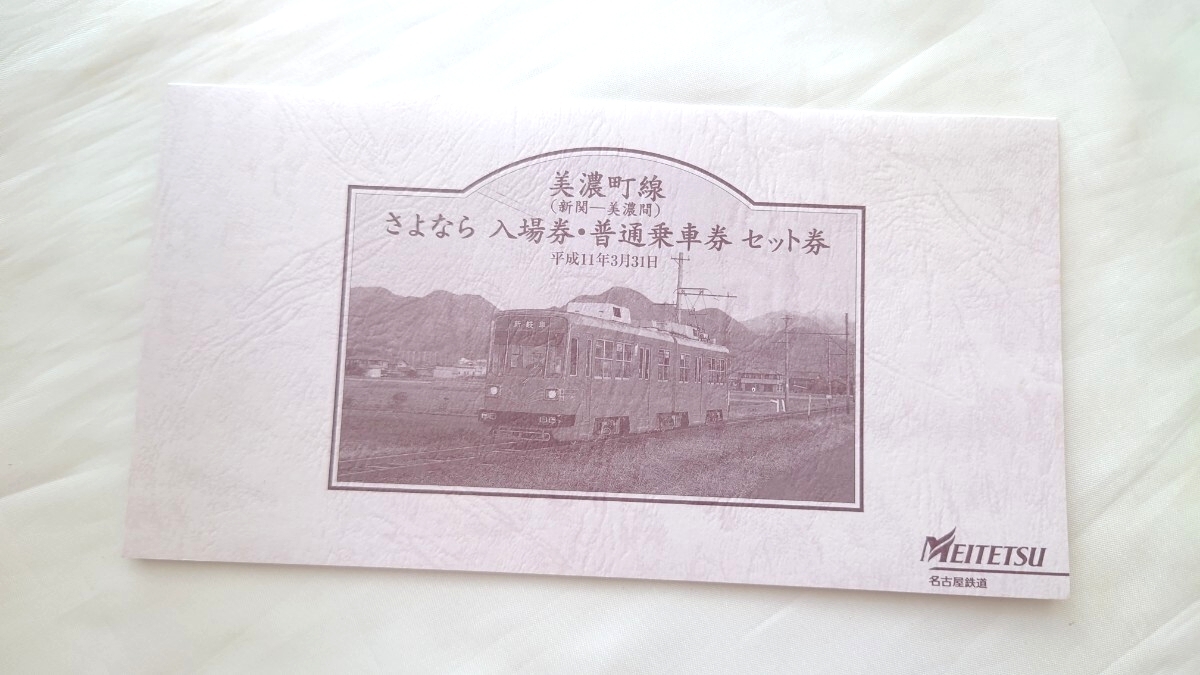 美濃町線
(新関―美濃間)
さよなら 入場券・普通乗車券 セット券
平成11年3月31日
MEITETSU
名古屋鉄道